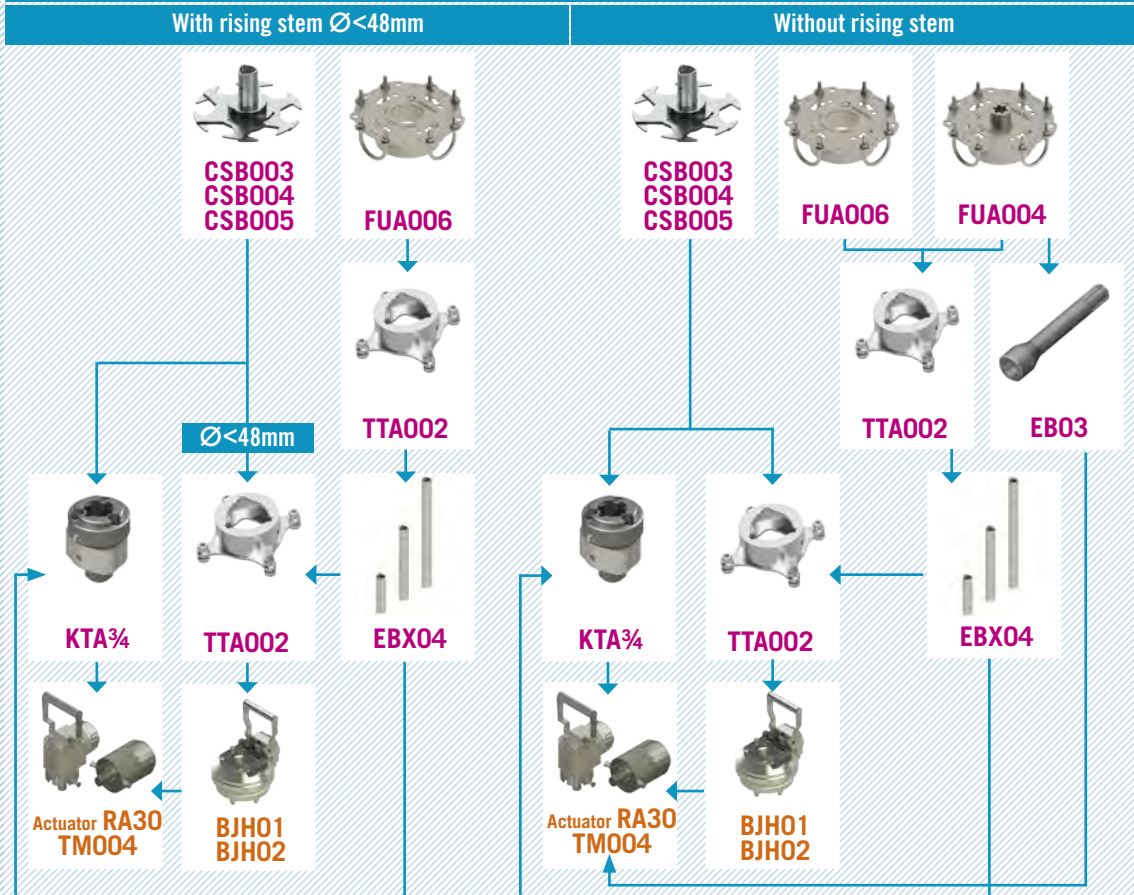 With rising stem Ø<48mm
Without rising stem
CSB003
CSB004
CSB005
FUA006
CSB003
CSB004
CSB005
FUA006
FUA004
TTA002
TTA002
EB03
Ø<48mm
KTA¾
TTA002
EBX04
KTA¾
TTA002
EBX04
Actuator RA30
TM004
BJH01
BJH02
Actuator RA30
TM004
BJH01
BJH02